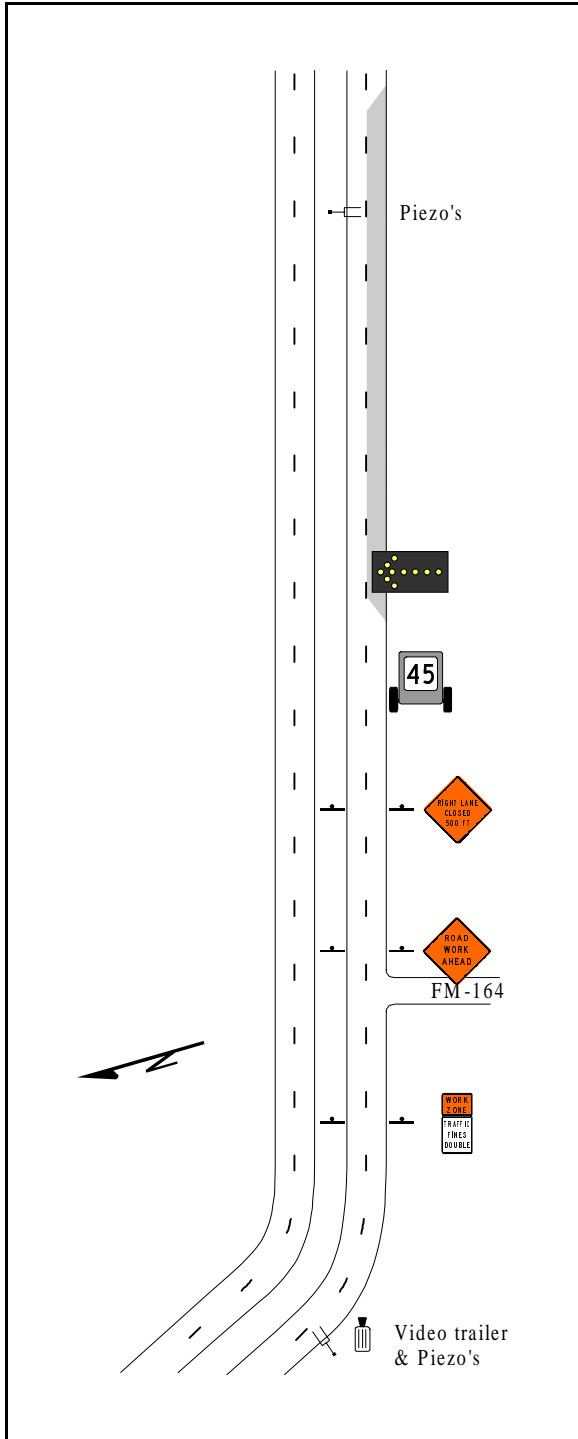 Piezo's
45
RIGHT LANE
CLOSED
500 FT
ROAD
WORK
AHEAD
FM-164
N
WORK
ZONE
TRAFFIC
FINES
DOUBLE
Video trailer
& Piezo's